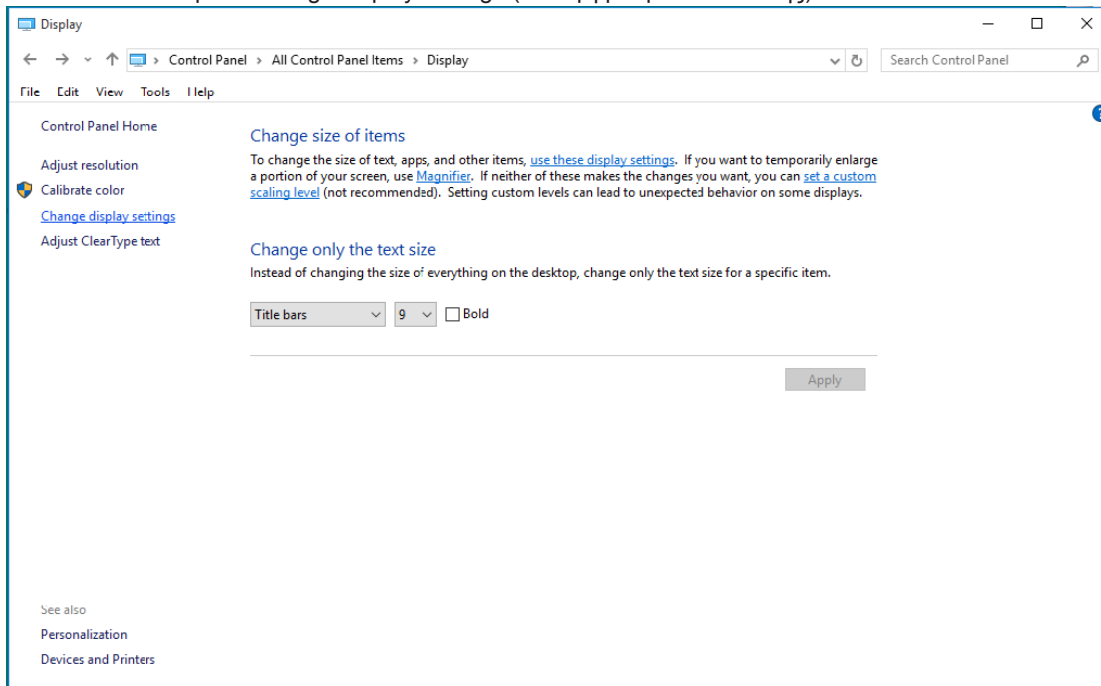 Display
Control Panel > All Control Panel Items > Display
Search Control Panel
File Edit View Tools Help
Control Panel Home
Adjust resolution
Calibrate color
Change display settings
Adjust ClearType text
Change size of items
To change the size of text, apps, and other items, use these display settings. If you want to temporarily enlarge
a portion of your screen, use Magnifier. If neither of these makes the changes you want, you can set a custom
scaling level (not recommended). Setting custom levels can lead to unexpected behavior on some displays.
Change only the text size
Instead of changing the size of everything on the desktop, change only the text size for a specific item.
Title bars 9 Bold
Apply
See also
Personalization
Devices and Printers